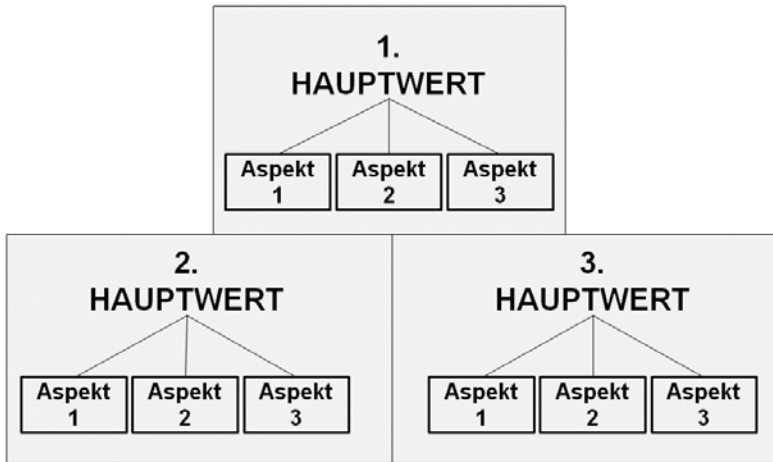 1.
HAUPTWERT
Aspekt 1
Aspekt 2
Aspekt 3
2.
HAUPTWERT
Aspekt 1
Aspekt 2
Aspekt 3
3.
HAUPTWERT
Aspekt 1
Aspekt 2
Aspekt 3